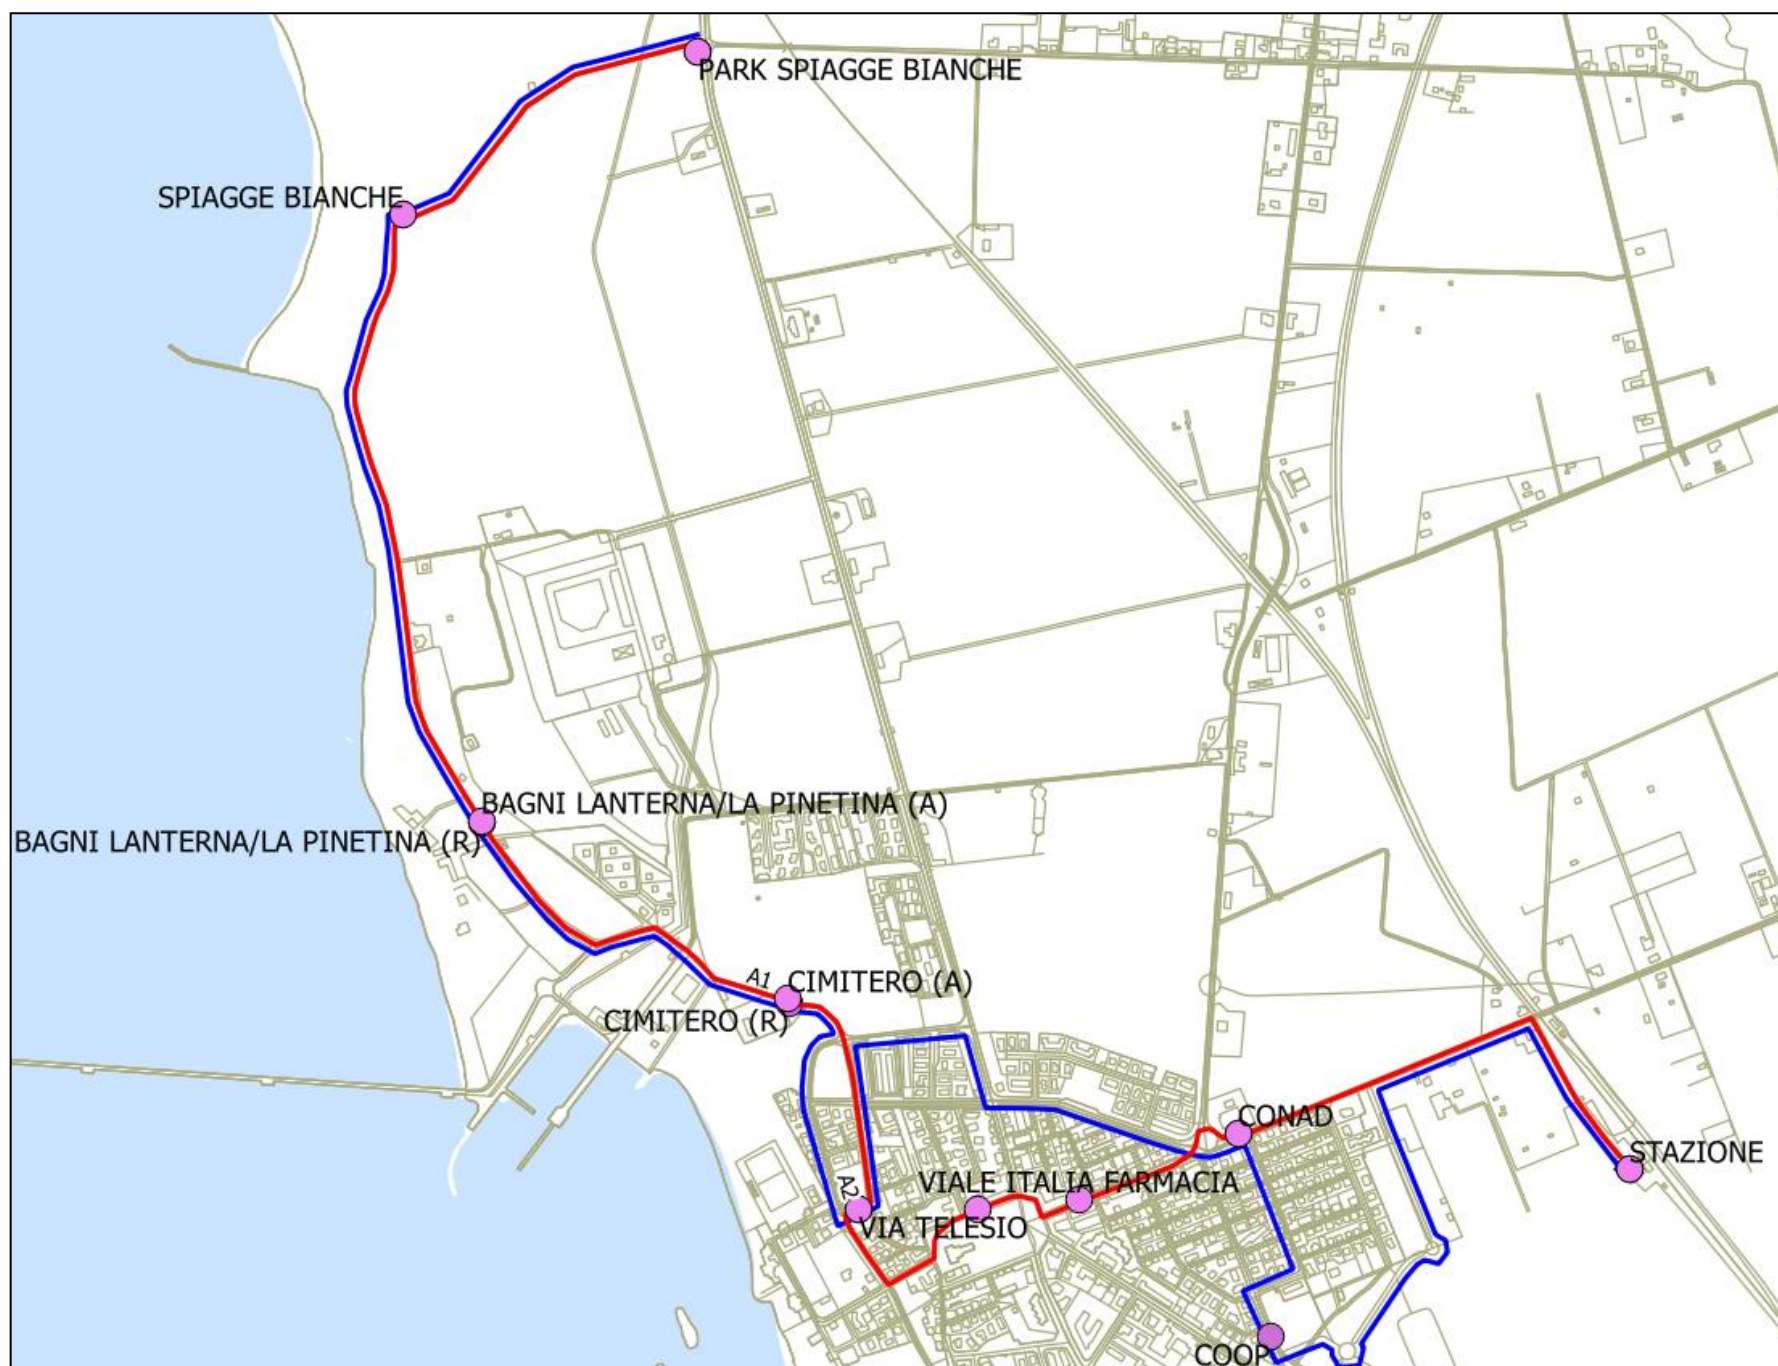 PARK SPIAGGE BIANCHE
SPIAGGE BIANCHE
BAGNI LANTERNA/LA PINETINA (A)
BAGNI LANTERNA/LA PINETINA (R)
A1
CIMITERO (A)
CIMITERO (R)
CONAD
STAZIONE
VIALE ITALIA FARMACIA
A2
VIA TELESIO
COOP